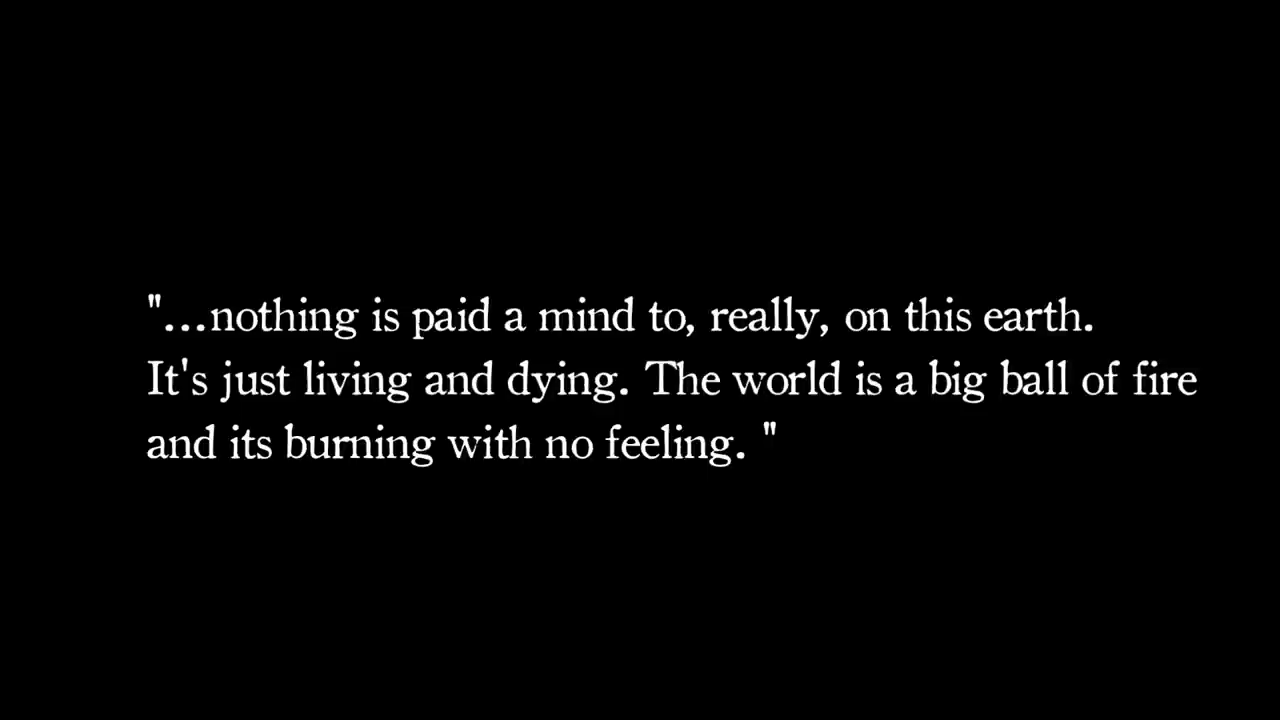 "...nothing is paid a mind to, really, on this earth.
It's just living and dying. The world is a big ball of fire
and its burning with no feeling. "